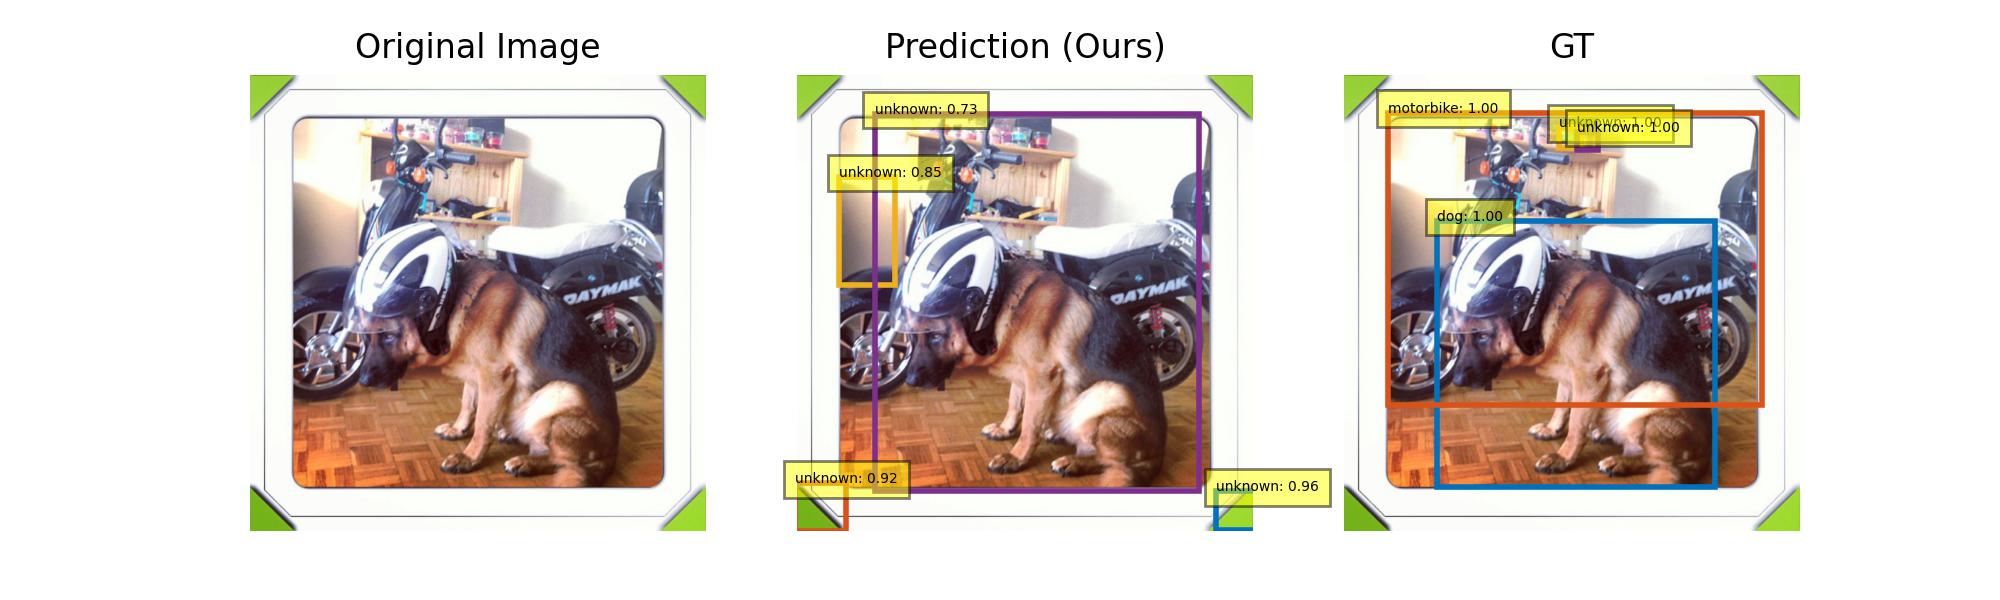 Original Image
Prediction (Ours)
GT
DAYMAK
unknown: 0.73
unknown: 0.85
DAYMAK
unknown: 0.92
unknown: 0.96
motorbike: 1.00
unknown: 1.00
unknown: 1.00
dog: 1.00
DAYMAK